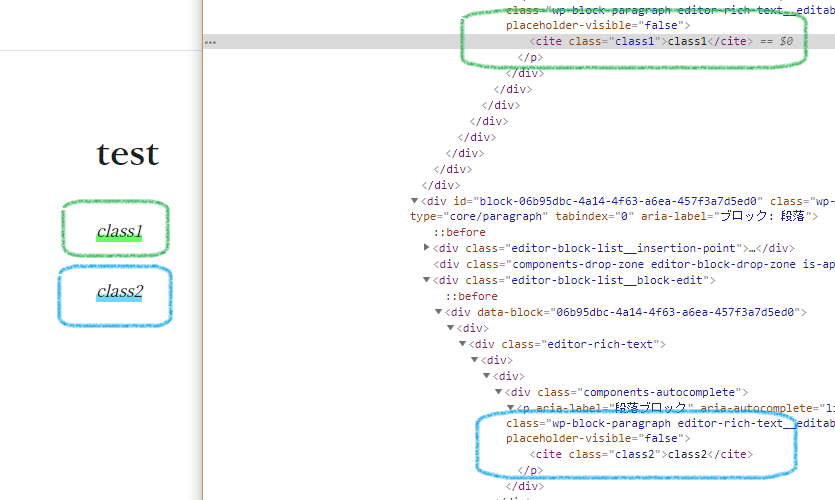 test
class1
class2
class="wp-block-paragraph editor-rich-text__editab
placeholder-visible="false">
<cite class="class1">class1</cite> == $0
</p>
</div>
</div>
</div>
</div>
</div>
</div>
</div>
</div>
<div id="block-06b95dbc-4a14-4f63-a6ea-457f3a7d5ed0" class="wp-
type="core/paragraph" tabindex="0" aria-label="ブロック: 段落">
::before
<div class="editor-block-list__insertion-point">…</div>
<div class="components-drop-zone editor-block-drop-zone is-ap
<div class="editor-block-list__block-edit">
::before
<div data-block="06b95dbc-4a14-4f63-a6ea-457f3a7d5ed0">
<div>
<div class="editor-rich-text">
<div>
<div>
<div class="components-autocomplete">
<p aria-label="段落ブロック" aria-autocomplete="li
class="wp-block-paragraph editor-rich-text__editab
placeholder-visible="false">
<cite class="class2">class2</cite>
</p>
</div>